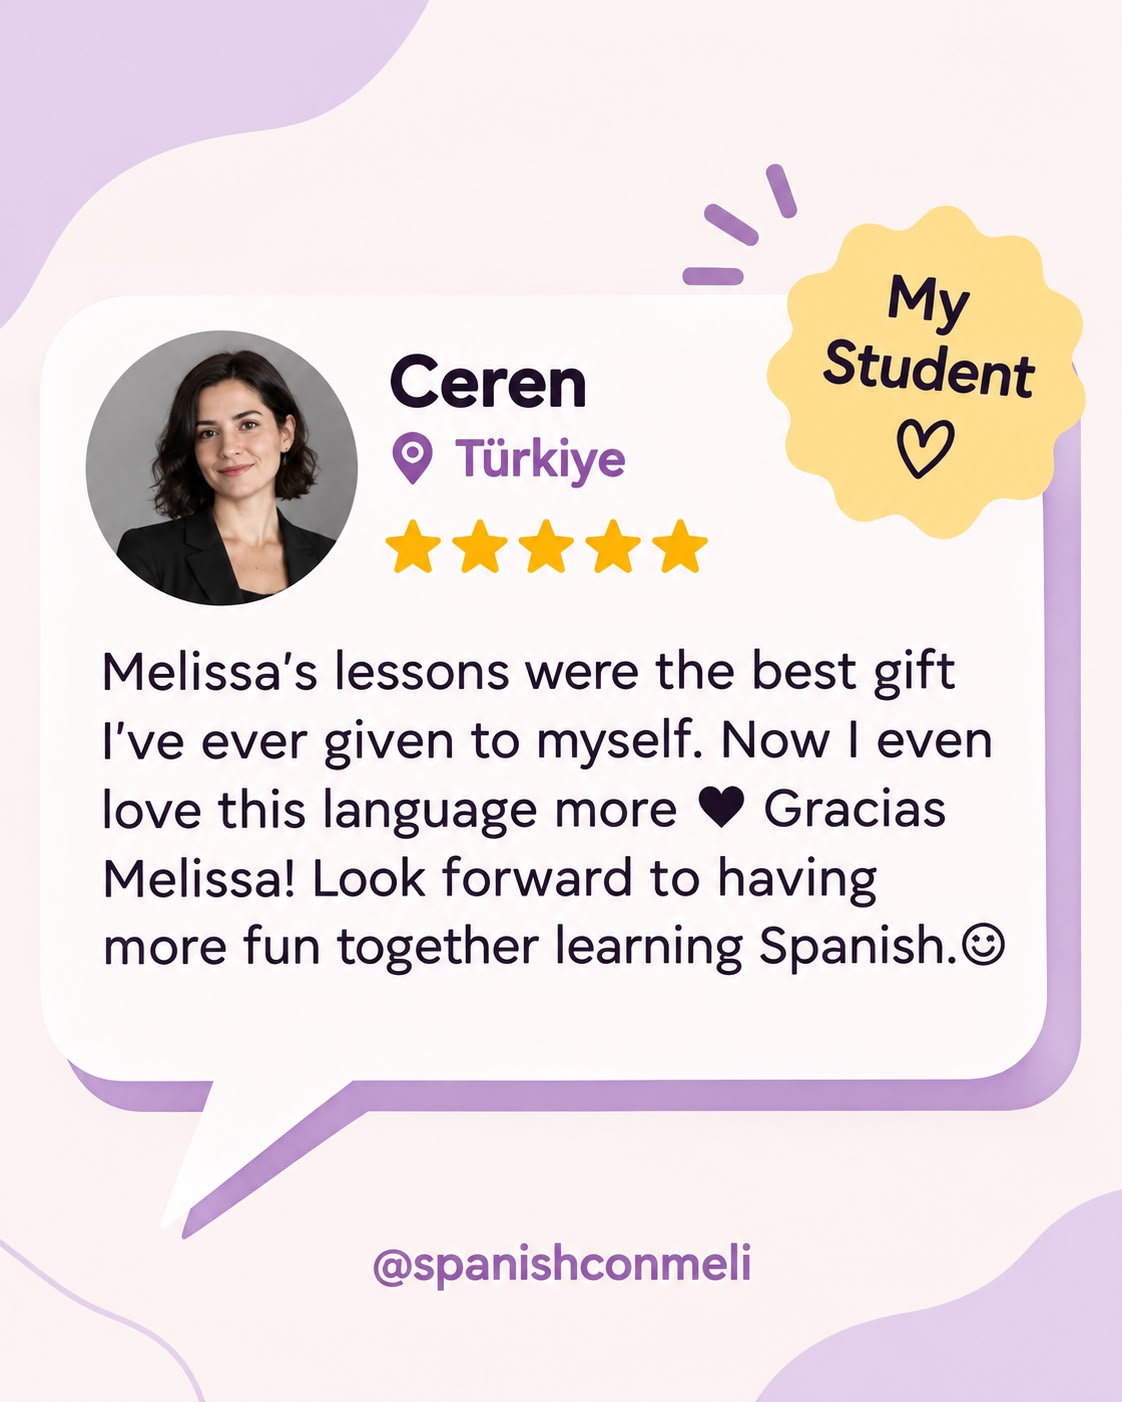 My
Student
Ceren
Türkiye
Melissa's lessons were the best gift
I've ever given to myself. Now I even
love this language more 🖤 Gracias
Melissa! Look forward to having
more fun together learning Spanish.☺
@spanishconmeli